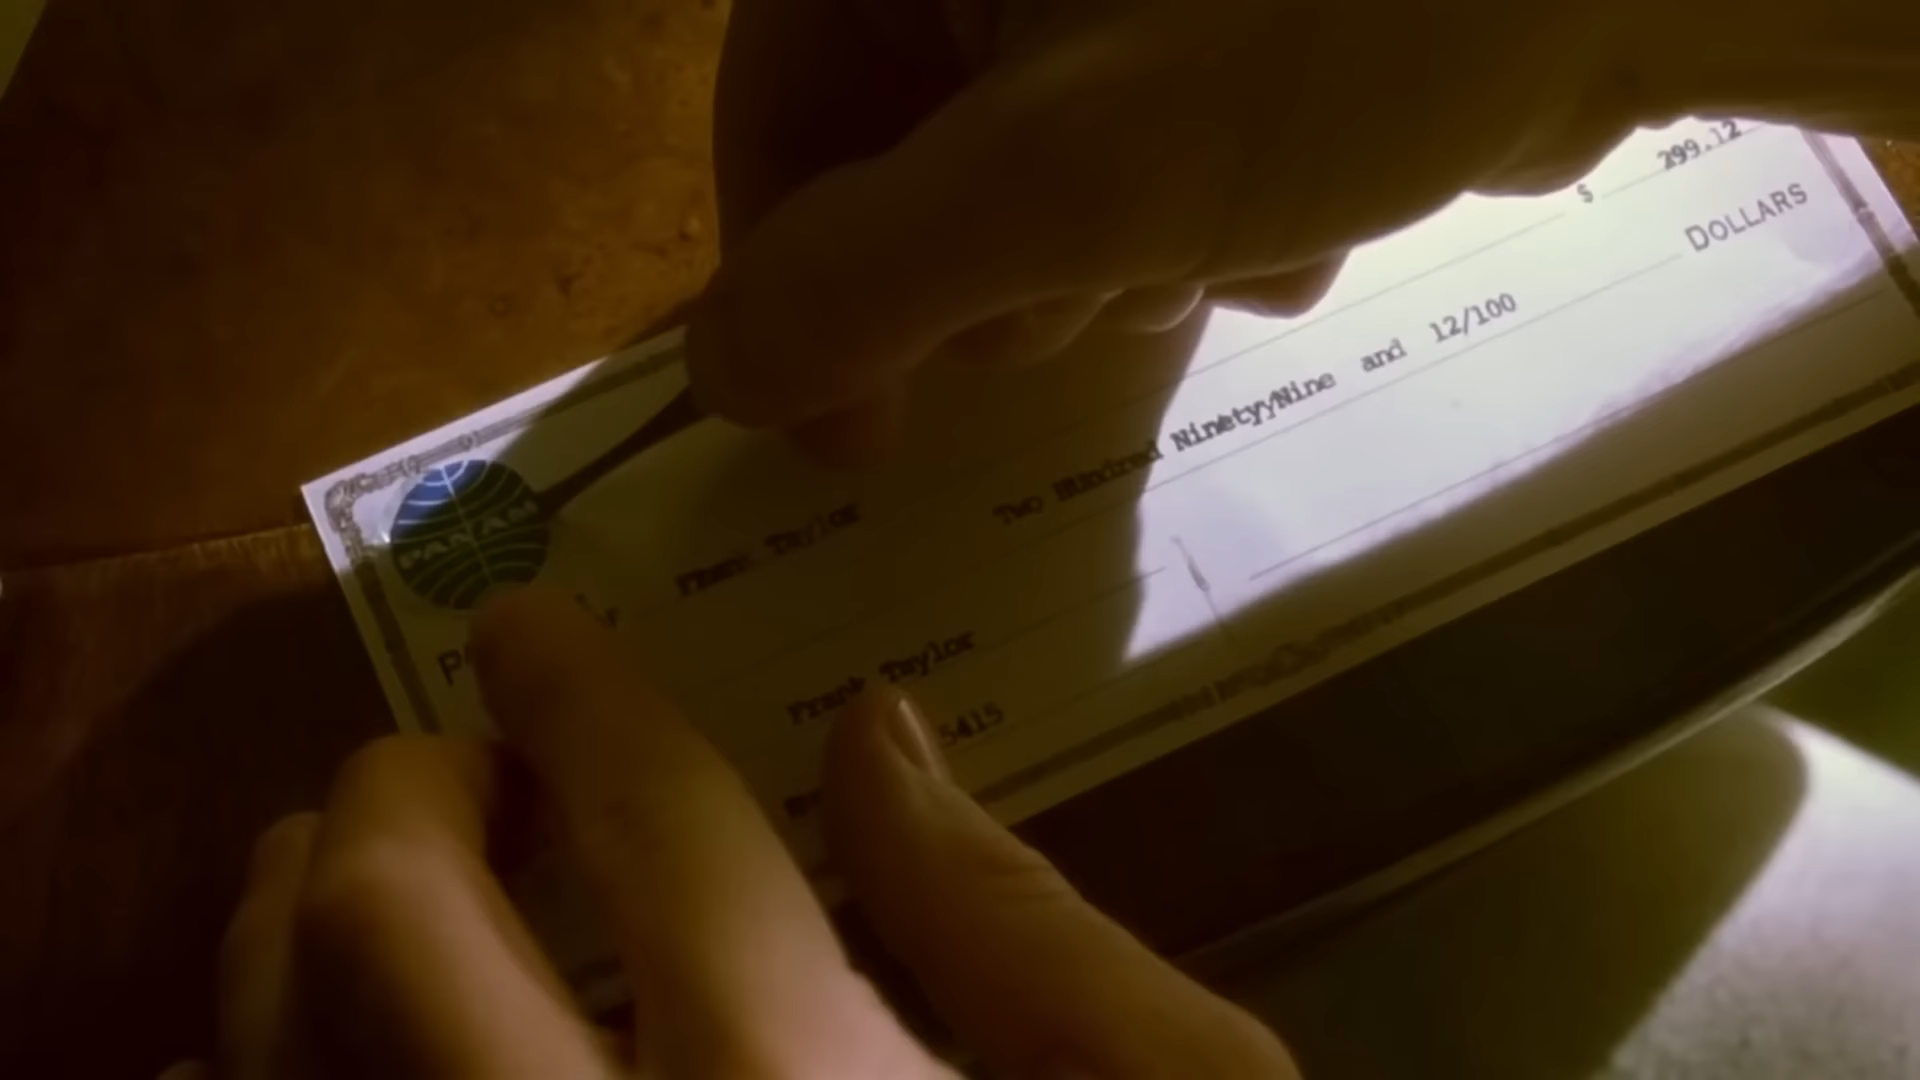 PAN AM
$ 299.12
DOLLARS
Frank Taylor
Two Hundred NinetyyNine and 12/100
Frank Taylor
5415